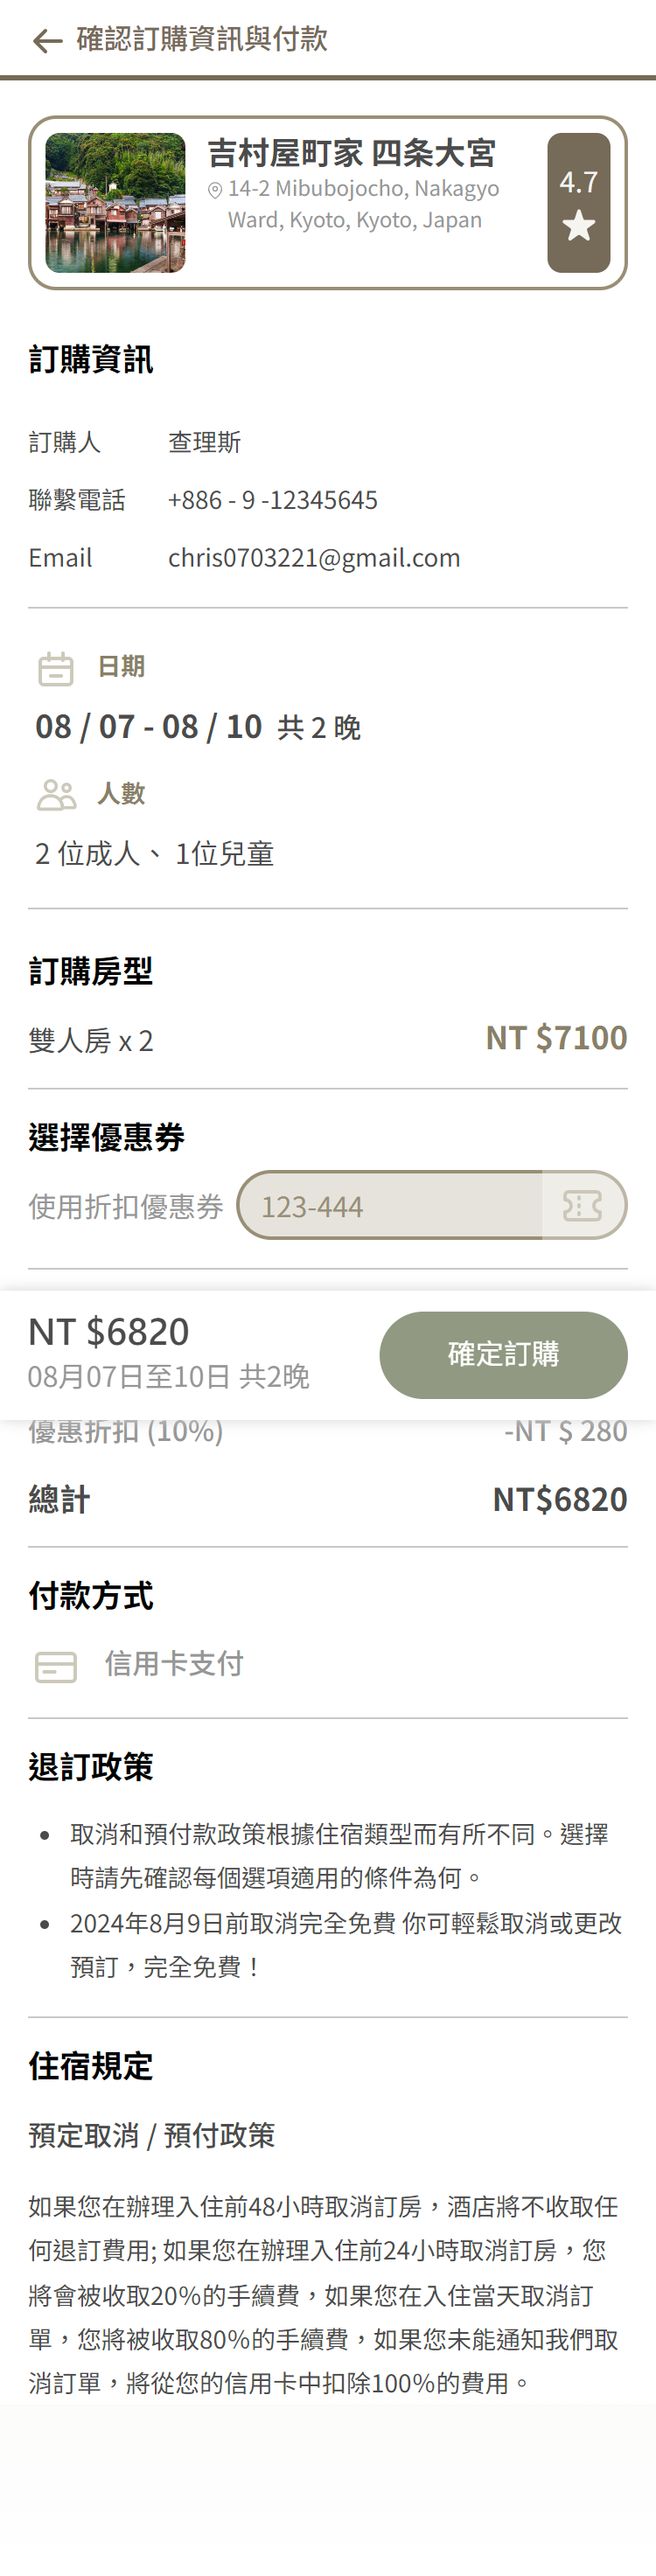 確認訂購資訊與付款
吉村屋町家 四条大宮
14-2 Mibubojocho, Nakagyo
Ward, Kyoto, Kyoto, Japan
4.7
訂購資訊
訂購人 查理斯
聯繫電話 +886 - 9 -12345645
Email chris0703221@gmail.com
日期
08 / 07 - 08 / 10 共 2 晚
人數
2 位成人、 1位兒童
訂購房型
雙人房 x 2 NT $7100
選擇優惠券
使用折扣優惠券 123-444
NT $6820
08月07日至10日 共2晚
確定訂購
優惠折扣 (10%) -NT $ 280
總計 NT$6820
付款方式
信用卡支付
退訂政策
取消和預付款政策根據住宿類型而有所不同。選擇
時請先確認每個選項適用的條件為何。
2024年8月9日前取消完全免費 你可輕鬆取消或更改
預訂，完全免費！
住宿規定
預定取消 / 預付政策
如果您在辦理入住前48小時取消訂房，酒店將不收取任
何退訂費用; 如果您在辦理入住前24小時取消訂房，您
將會被收取20%的手續費，如果您在入住當天取消訂
單，您將被收取80%的手續費，如果您未能通知我們取
消訂單，將從您的信用卡中扣除100%的費用。